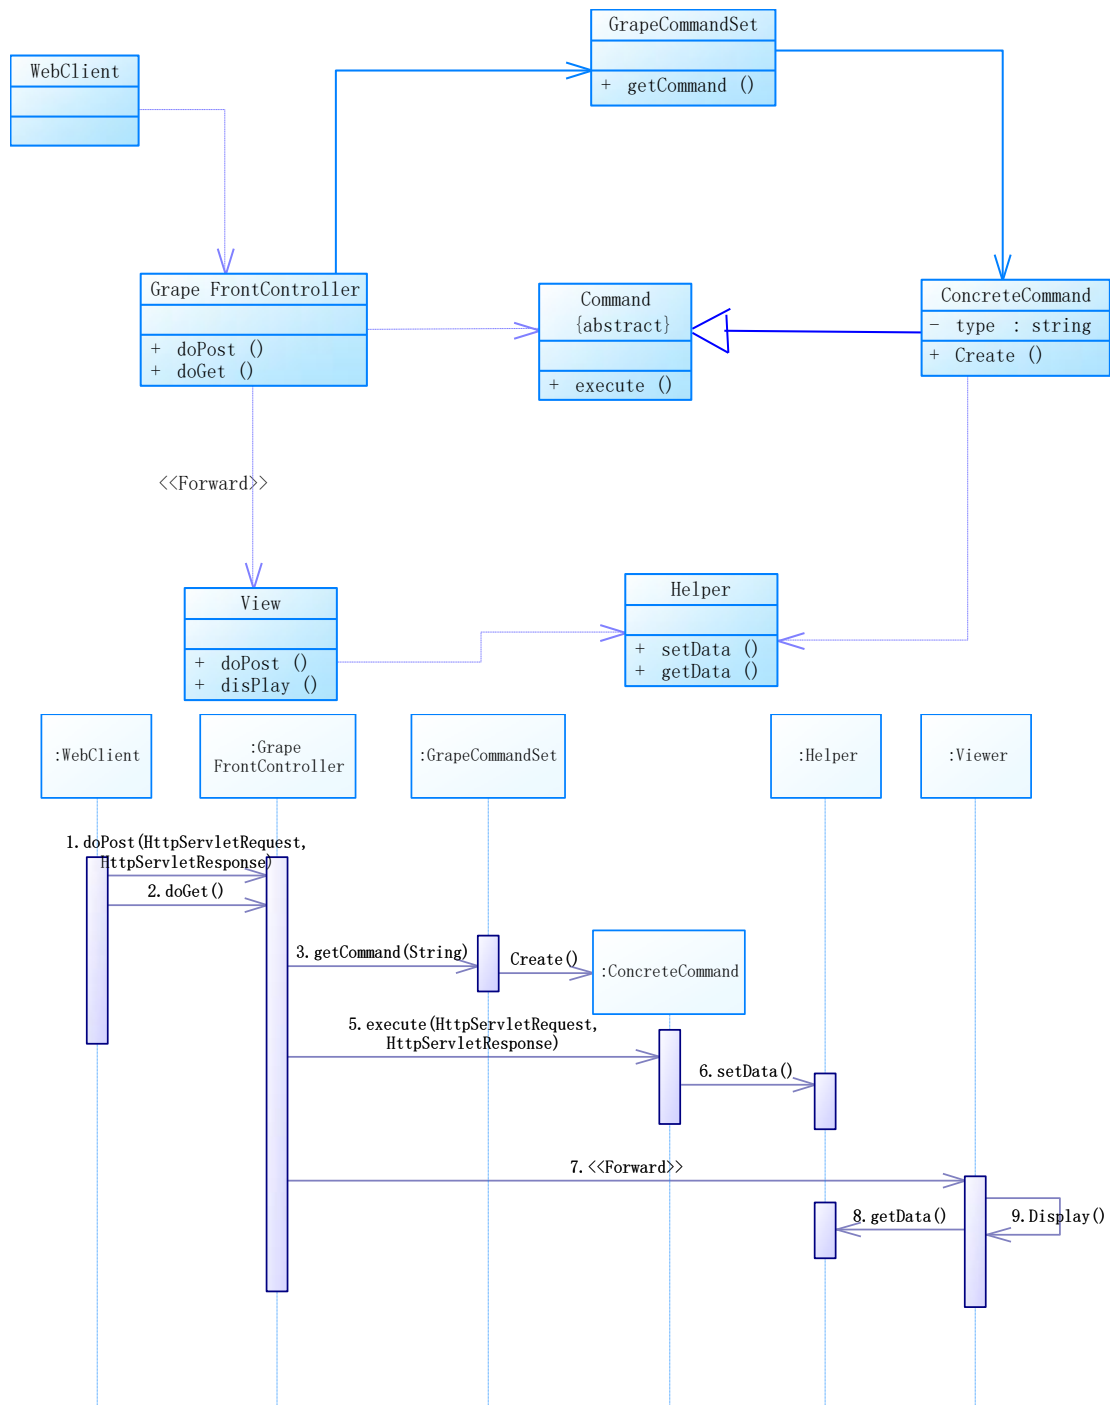 GrapeCommandSet
+ getCommand ()
WebClient
Grape FrontController
+ doPost ()
+ doGet ()
Command
{abstract}
+ execute ()
ConcreteCommand
- type : string
+ Create ()
<<Forward>>
View
+ doPost ()
+ disPlay ()
Helper
+ setData ()
+ getData ()
:WebClient
:Grape
FrontController
:GrapeCommandSet
:Helper
:Viewer
1.doPost(HttpServletRequest,
HttpServletResponse)
2.doGet()
3.getCommand(String)
Create()
:ConcreteCommand
5.execute(HttpServletRequest,
HttpServletResponse)
6.setData()
7.<<Forward>>
8.getData()
9.Display()